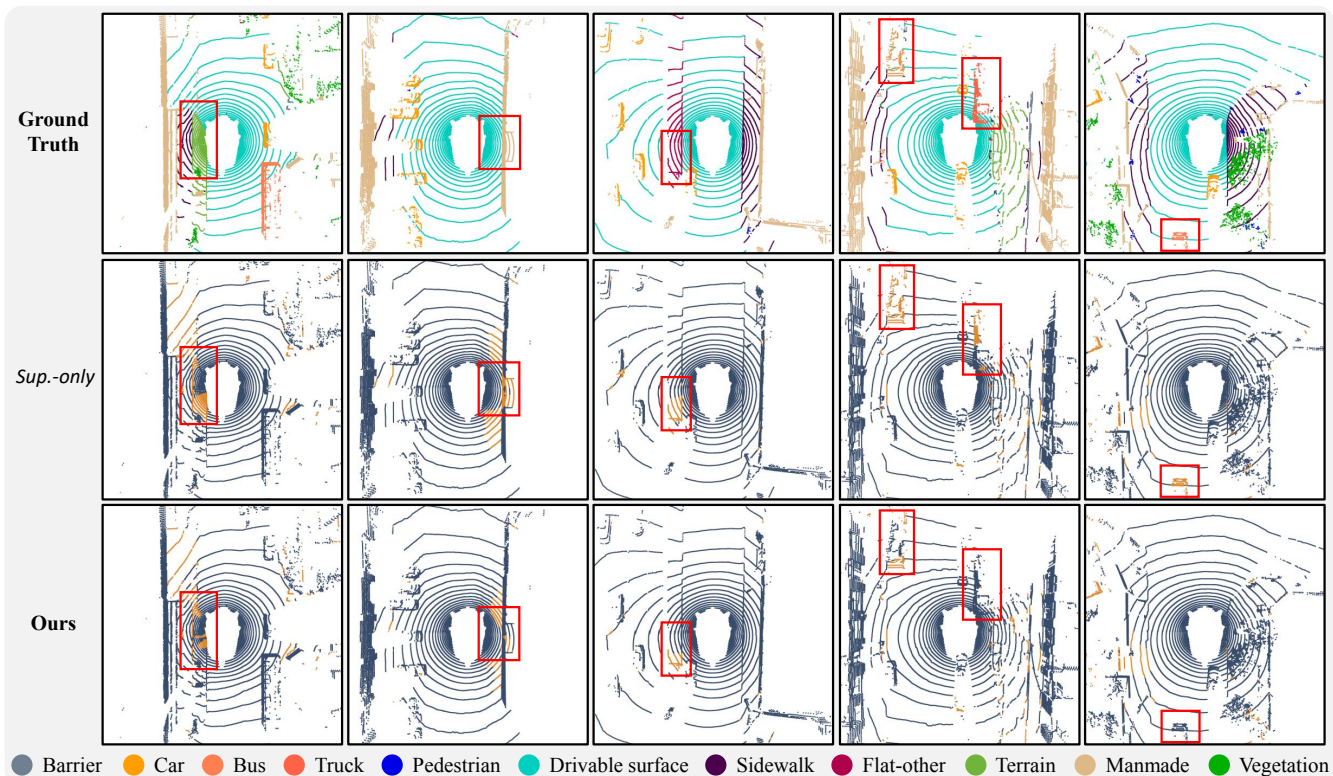 Ground
Truth
Sup.-only
Ours
Barrier Car Bus Truck Pedestrian Drivable surface Sidewalk Flat-other Terrain Manmade Vegetation